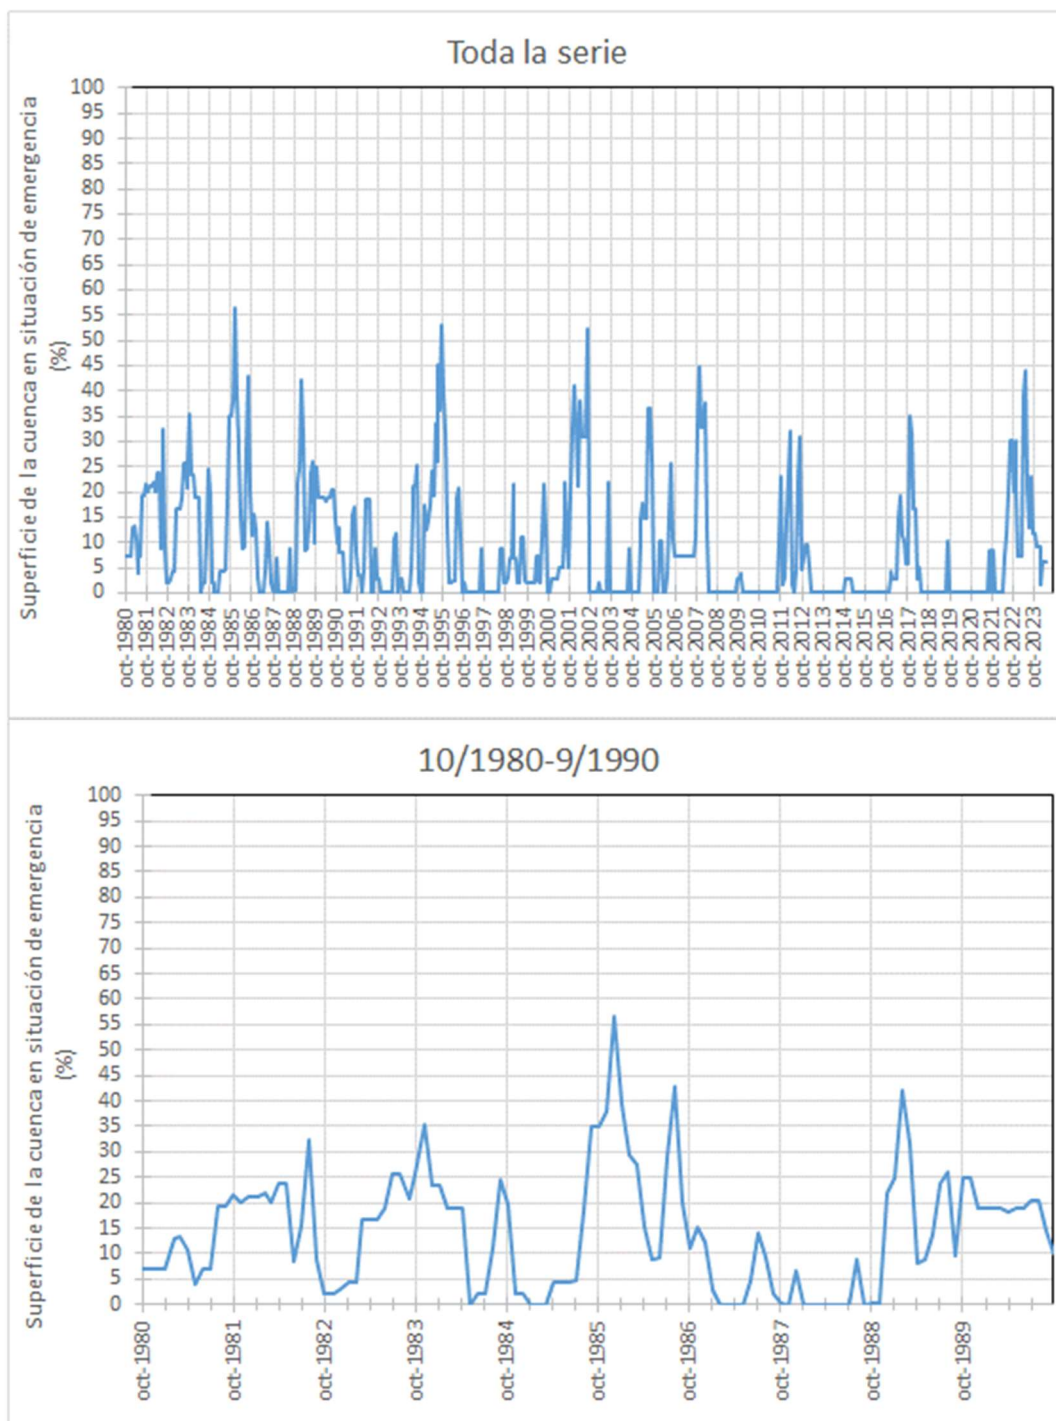 Toda la serie
Superficie de la cuenca en situación de emergencia
(%)
100
95
90
85
80
75
70
65
60
55
50
45
40
35
30
25
20
15
10
5
0
oct-1980
oct-1981
oct-1982
oct-1983
oct-1984
oct-1985
oct-1986
oct-1987
oct-1988
oct-1989
oct-1990
oct-1991
oct-1992
oct-1993
oct-1994
oct-1995
oct-1996
oct-1997
oct-1998
oct-1999
oct-2000
oct-2001
oct-2002
oct-2003
oct-2004
oct-2005
oct-2006
oct-2007
oct-2008
oct-2009
oct-2010
oct-2011
oct-2012
oct-2013
oct-2014
oct-2015
oct-2016
oct-2017
oct-2018
oct-2019
oct-2020
oct-2021
oct-2022
oct-2023
10/1980-9/1990
Superficie de la cuenca en situación de emergencia
(%)
100
95
90
85
80
75
70
65
60
55
50
45
40
35
30
25
20
15
10
5
0
oct-1980
oct-1981
oct-1982
oct-1983
oct-1984
oct-1985
oct-1986
oct-1987
oct-1988
oct-1989